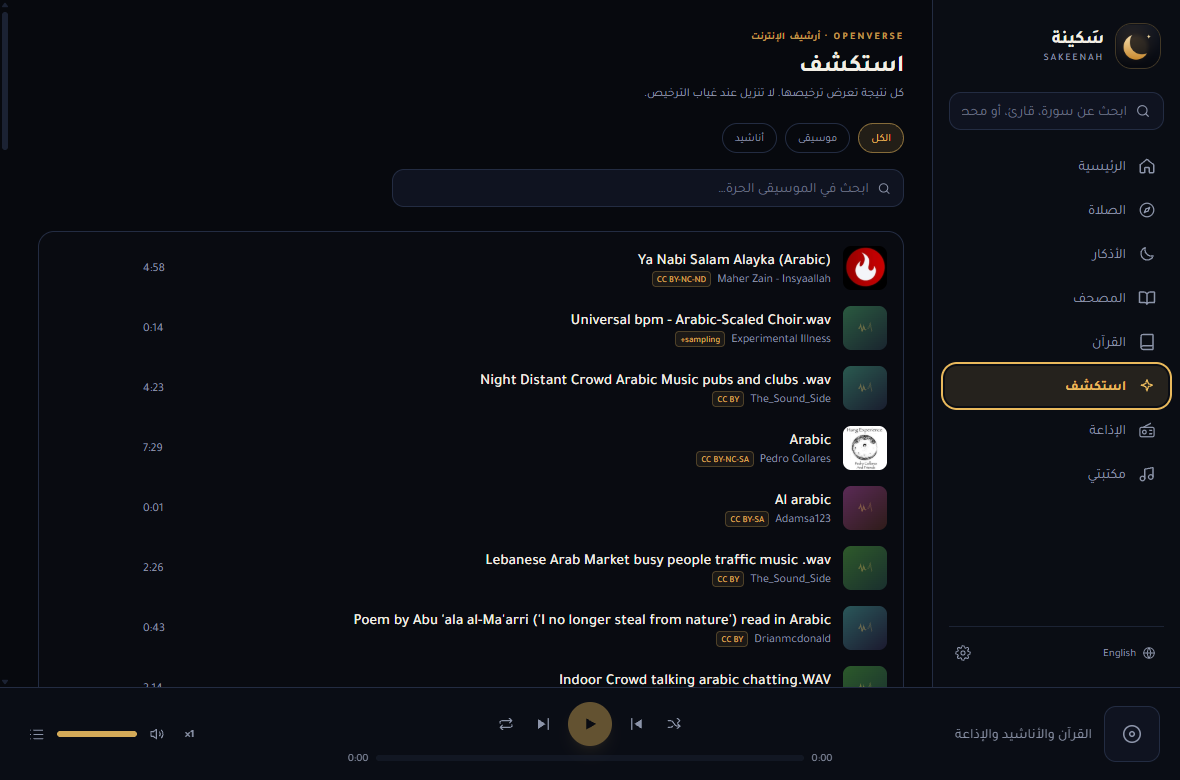 سَكينة
SAKEENAH
ابحث عن سورة، قارئ، أو محد
الرئيسية
الصلاة
الأذكار
المصحف
القرآن
استكشف
الإذاعة
مكتبتي
English
OPENVERSE · أرشيف الإنترنت
استكشف
كل نتيجة تعرض ترخيصها. لا تنزيل عند غياب الترخيص.
الكل
موسيقى
أناشيد
ابحث في الموسيقى الحرة...
Ya Nabi Salam Alayka (Arabic)
Maher Zain - Insyaallah CC BY-NC-ND
4:58
Universal bpm - Arabic-Scaled Choir.wav
Experimental Illness sampling+
0:14
Night Distant Crowd Arabic Music pubs and clubs .wav
The_Sound_Side CC BY
4:23
Arabic
Pedro Collares CC BY-NC-SA
7:29
Al arabic
Adamsa123 CC BY-SA
0:01
Lebanese Arab Market busy people traffic music .wav
The_Sound_Side CC BY
2:26
Poem by Abu 'ala al-Ma'arri ('I no longer steal from nature') read in Arabic
Drianmcdonald CC BY
0:43
Indoor Crowd talking arabic chatting.WAV
2:14
القرآن والأناشيد والإذاعة
0:00
0:00
x1